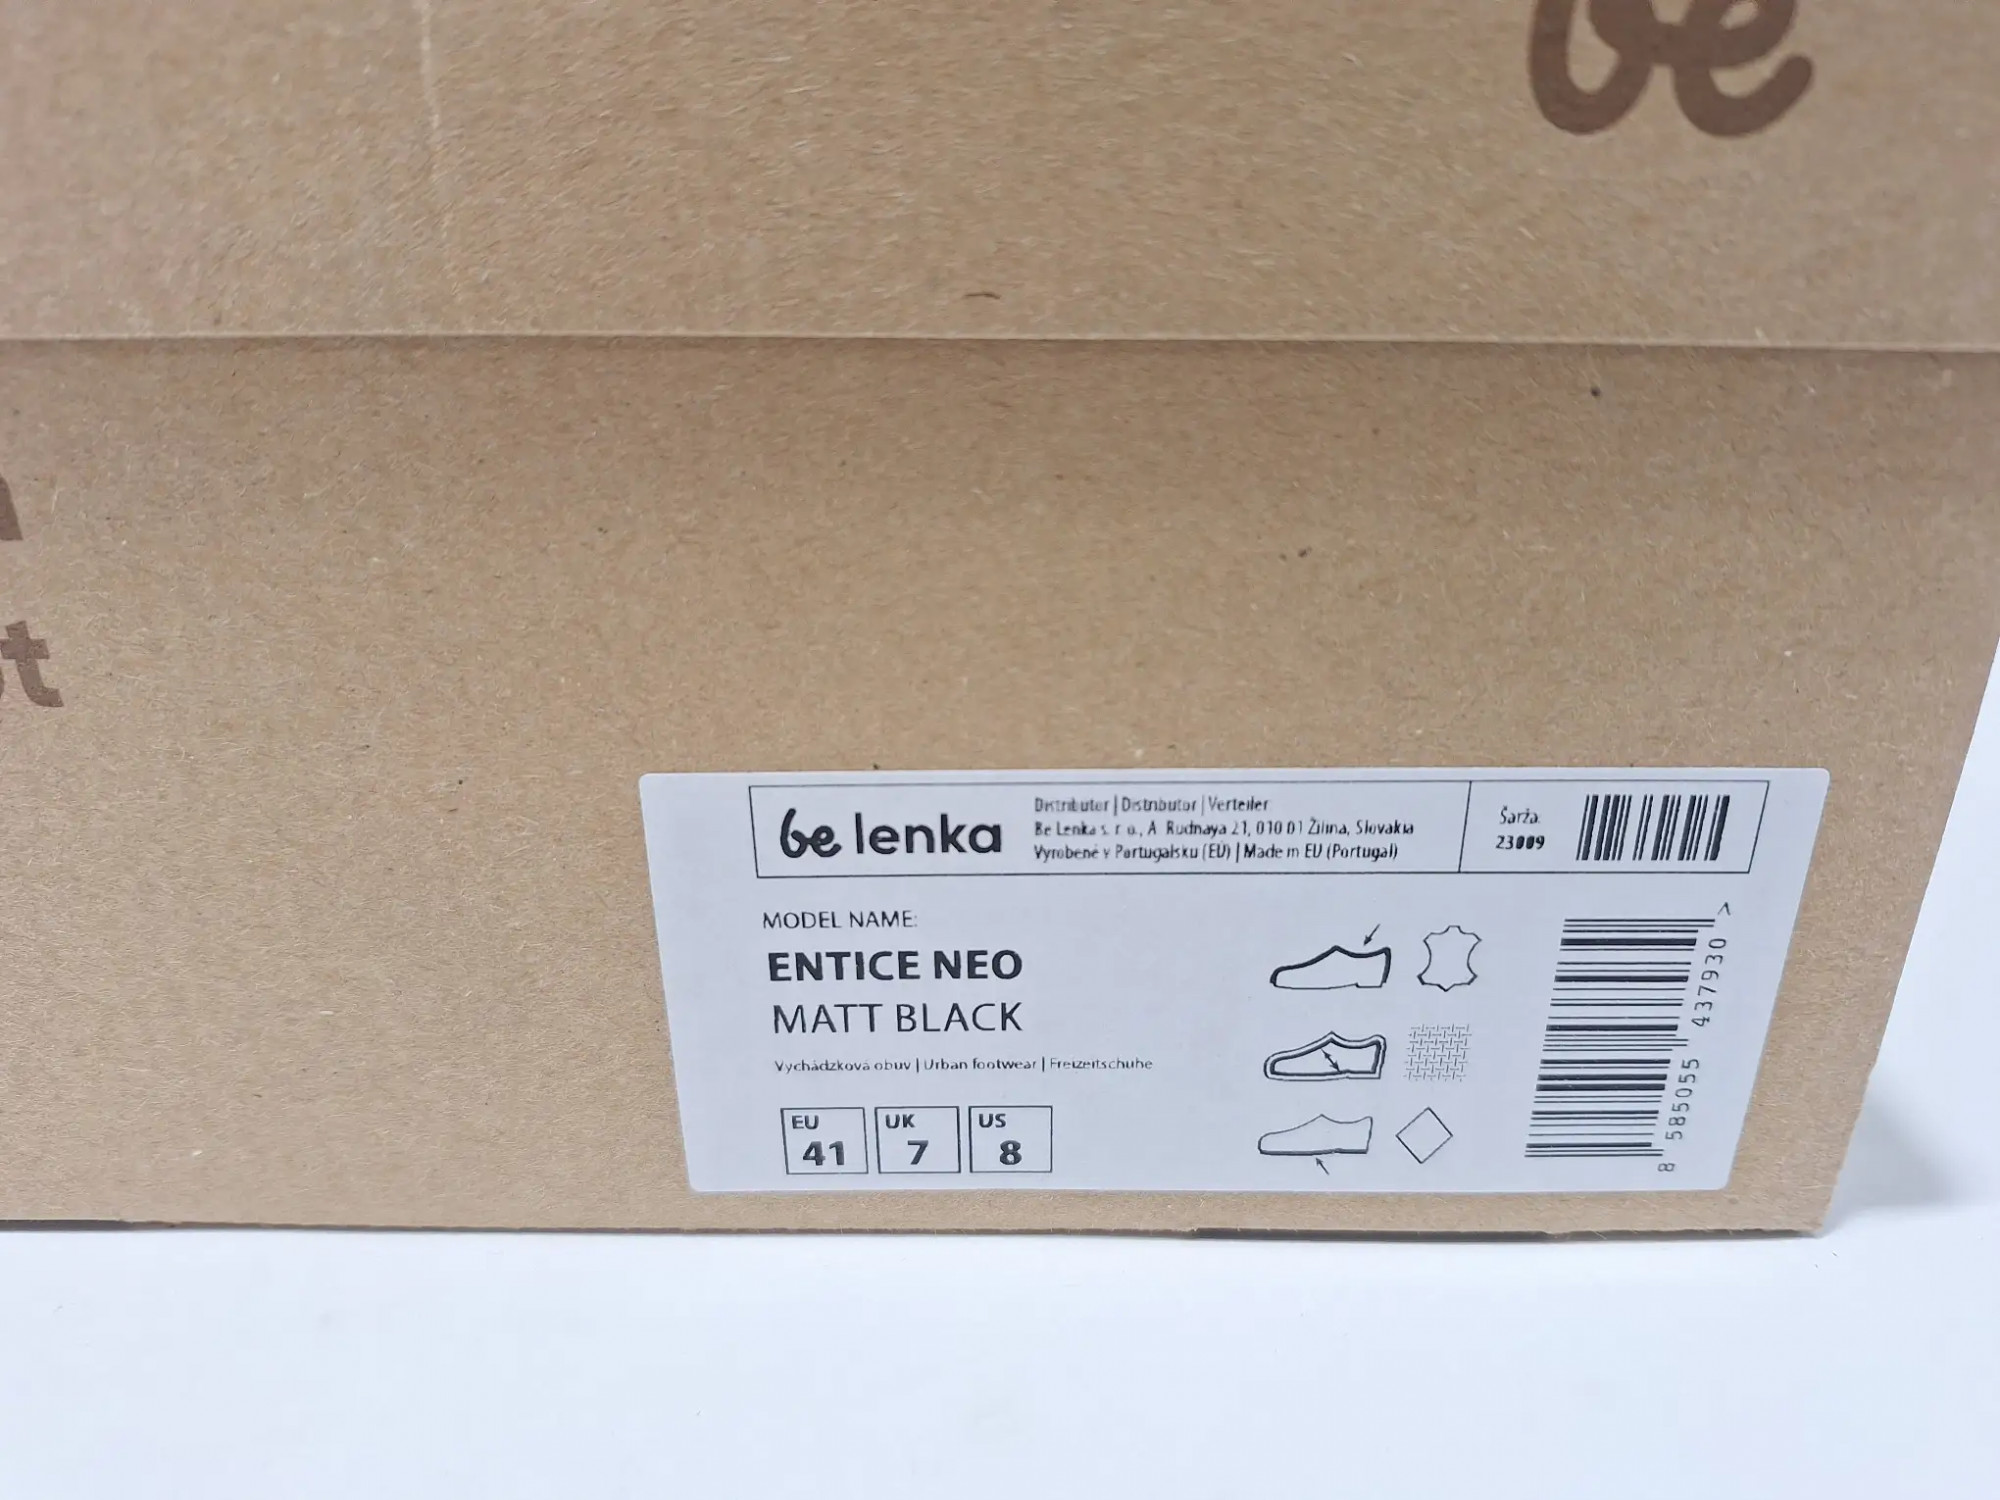 be
t
be lenka
Distributer | Distributor | Verteiler
Be Lenka s. r. o., A. Rudnaya 21, 010 01 Žilina, Slovakia
Vyrobené v Portugalsku (EU) | Made in EU (Portugal)
Šarža:
23009
MODEL NAME:
ENTICE NEO
MATT BLACK
Vychádzková obuv | Urban footwear | Freizeitschuhe
EU
41
UK
7
US
8
8 585055 437930 >